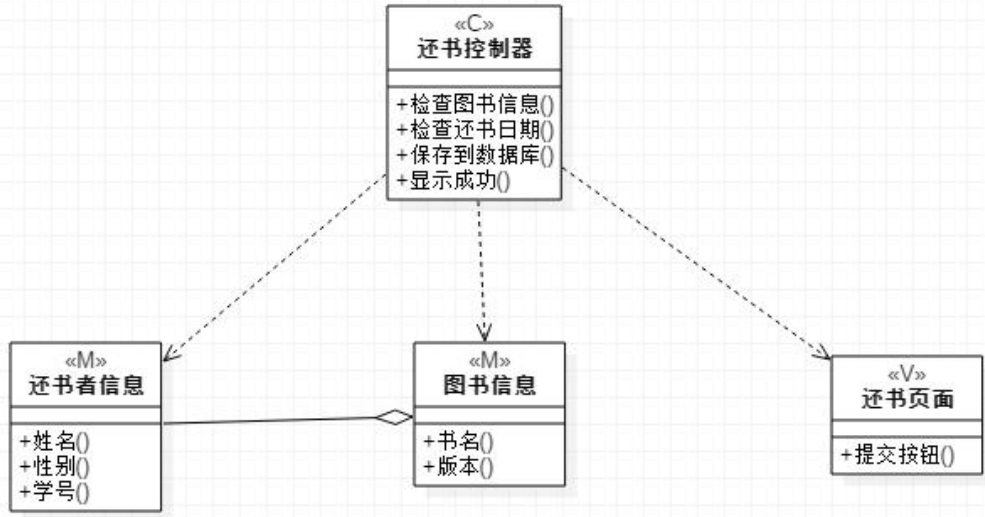 «C»
还书控制器
+检查图书信息()
+检查还书日期()
+保存到数据库()
+显示成功()
«M»
还书者信息
+姓名()
+性别()
+学号()
«M»
图书信息
+书名()
+版本()
«V»
还书页面
+提交按钮()